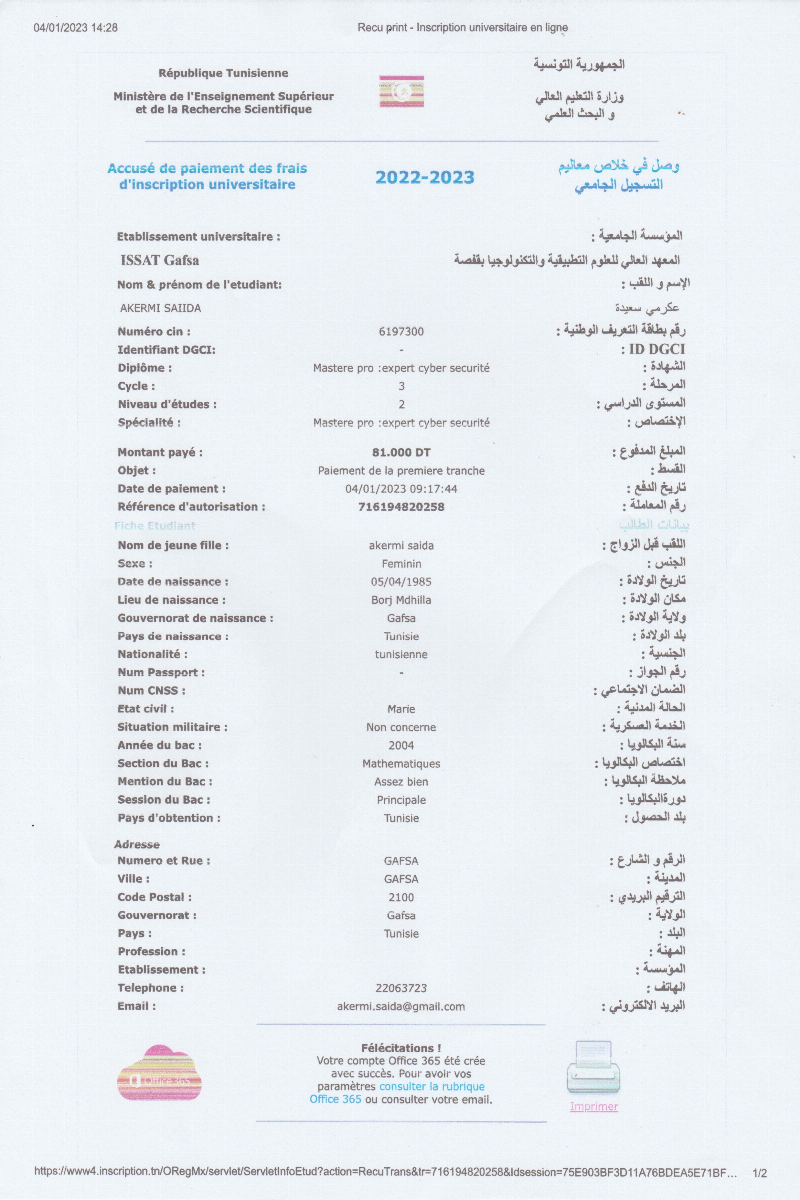 04/01/2023 14:28 Recu print - Inscription universitaire en ligne
République Tunisienne الجمهورية التونسية
Ministère de l'Enseignement Supérieur وزارة التعليم العالي
et de la Recherche Scientifique و البحث العلمي
Accusé de paiement des frais 2022-2023 وصل في خلاص معاليم
d'inscription universitaire التسجيل الجامعي
Etablissement universitaire : المؤسسة الجامعية :
ISSAT Gafsa المعهد العالي للعلوم التطبيقية والتكنولوجيا بقفصة
Nom & prénom de l'etudiant: الإسم و اللقب :
AKERMI SAIIDA عكرمي سعيدة
Numéro cin : 6197300 رقم بطاقة التعريف الوطنية :
Identifiant DGCI: - ID DGCI :
Diplôme : Mastere pro :expert cyber securité الشهادة :
Cycle : 3 المرحلة :
Niveau d'études : 2 المستوى الدراسي :
Spécialité : Mastere pro :expert cyber securité الإختصاص :
Montant payé : 81.000 DT المبلغ المدفوع :
Objet : Paiement de la premiere tranche القسط :
Date de paiement : 04/01/2023 09:17:44 تاريخ الدفع :
Référence d'autorisation : 716194820258 رقم المعاملة :
Fiche Etudiant بيانات الطالب
Nom de jeune fille : akermi saida اللقب قبل الزواج :
Sexe : Feminin الجنس :
Date de naissance : 05/04/1985 تاريخ الولادة :
Lieu de naissance : Borj Mdhilla مكان الولادة :
Gouvernorat de naissance : Gafsa ولاية الولادة :
Pays de naissance : Tunisie بلد الولادة :
Nationalité : tunisienne الجنسية :
Num Passport : - رقم الجواز :
Num CNSS : الضمان الاجتماعي :
Etat civil : Marie الحالة المدنية :
Situation militaire : Non concerne الخدمة العسكرية :
Année du bac : 2004 سنة البكالويا :
Section du Bac : Mathematiques اختصاص البكالويا :
Mention du Bac : Assez bien ملاحظة البكالويا :
Session du Bac : Principale دورةالبكالويا :
Pays d'obtention : Tunisie بلد الحصول :
Adresse
Numero et Rue : GAFSA الرقم و الشارع :
Ville : GAFSA المدينة :
Code Postal : 2100 الترقيم البريدي :
Gouvernorat : Gafsa الولاية :
Pays : Tunisie البلد :
Profession : المهنة :
Etablissement : المؤسسة :
Telephone : 22063723 الهاتف :
Email : akermi.saida@gmail.com البريد الالكتروني :
Félécitations !
Votre compte Office 365 été crée
avec succès. Pour avoir vos
paramètres consulter la rubrique
Office 365 ou consulter votre email.
Office 365
Imprimer
https://www4.inscription.tn/ORegMx/servlet/ServletInfoEtud?action=RecuTrans&tr=716194820258&Idsession=75E903BF3D11A76BDEA5E71BF... 1/2